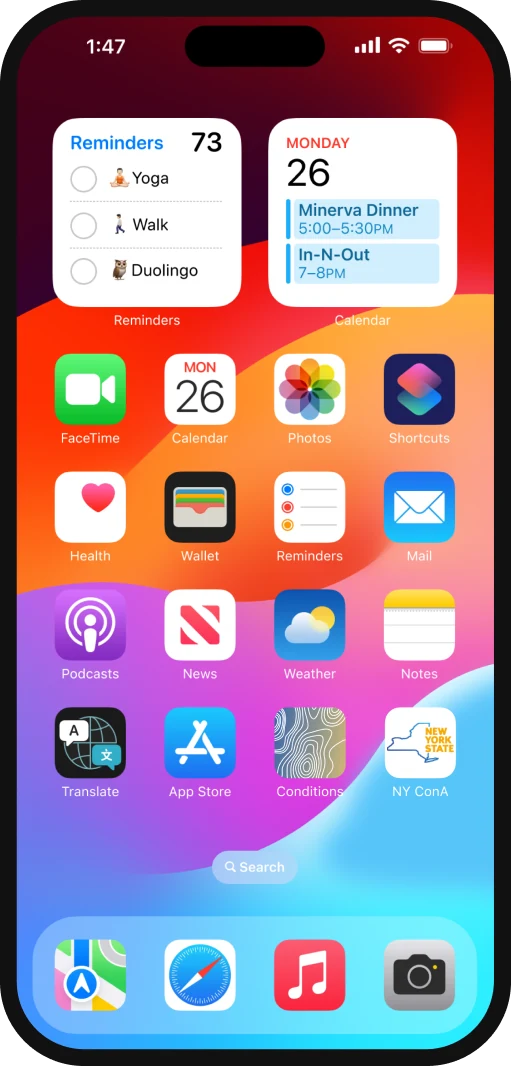 1:47
Reminders 73
Yoga
Walk
Duolingo
Reminders
MONDAY
26
Minerva Dinner
5:00–5:30PM
In-N-Out
7–8PM
Calendar
FaceTime
MON
26
Calendar
Photos
Shortcuts
Health
Wallet
Reminders
Mail
Podcasts
News
Weather
Notes
A
文
Translate
App Store
Conditions
NEW
YORK
STATE
NY ConA
Search